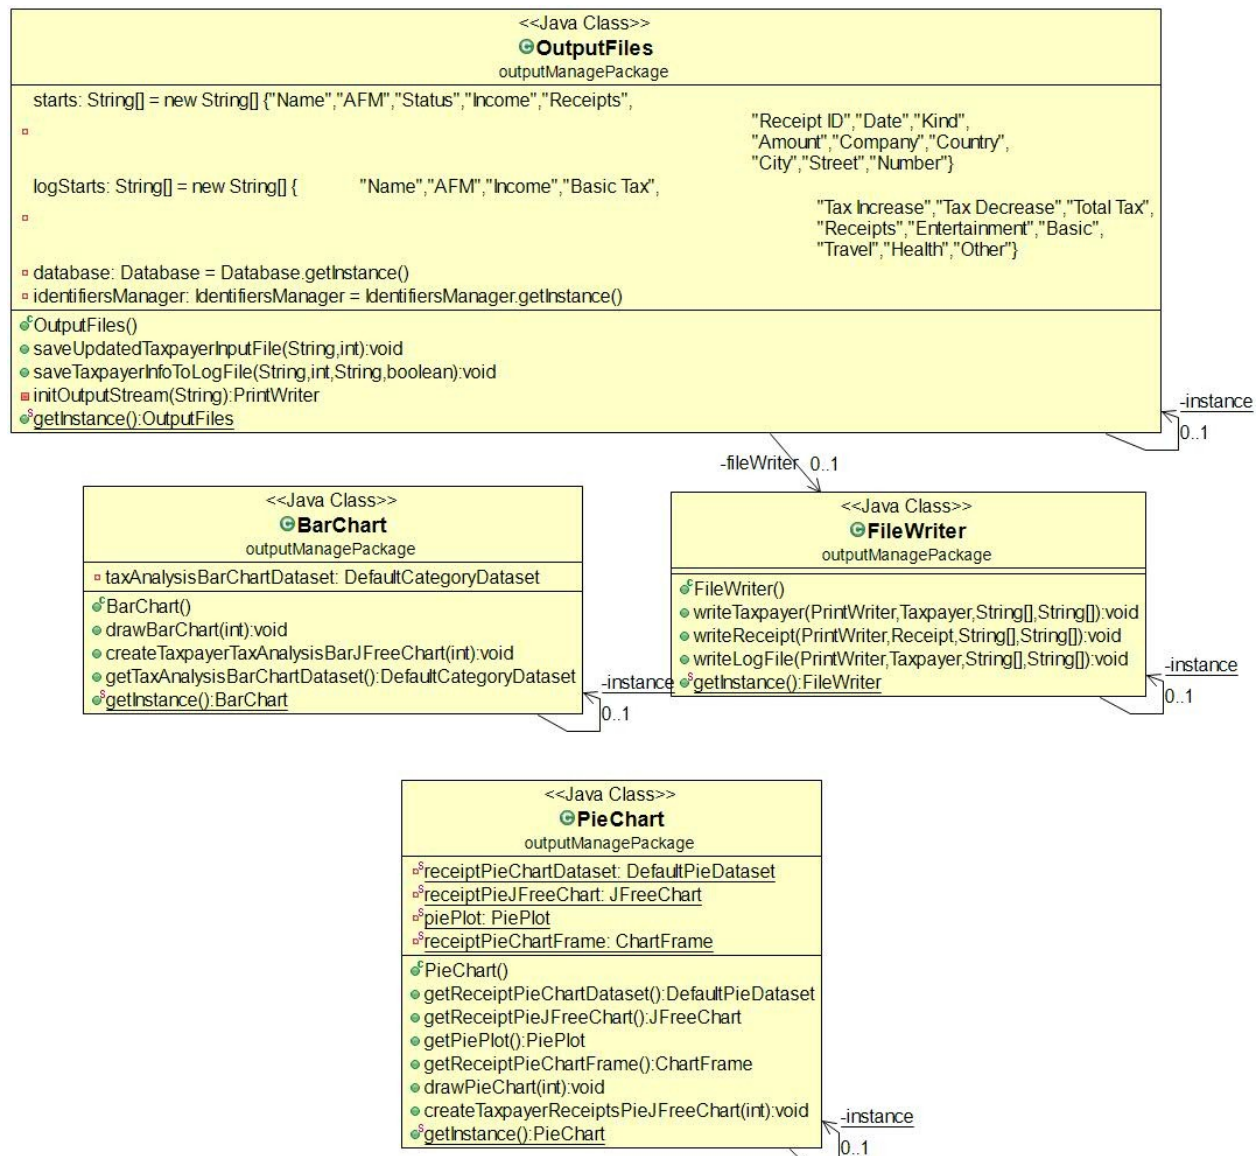 <<Java Class>>
OutputFiles
outputManagePackage
starts: String[] = new String[] {"Name","AFM","Status","Income","Receipts",
"Receipt ID","Date","Kind",
"Amount","Company","Country",
"City","Street","Number"}
logStarts: String[] = new String[] { "Name","AFM","Income","Basic Tax",
"Tax Increase","Tax Decrease","Total Tax",
"Receipts","Entertainment","Basic",
"Travel","Health","Other"}
database: Database = Database.getInstance()
identifiersManager: IdentifiersManager = IdentifiersManager.getInstance()
OutputFiles()
saveUpdatedTaxpayerInputFile(String,int):void
saveTaxpayerInfoToLogFile(String,int,String,boolean):void
initOutputStream(String):PrintWriter
getInstance():OutputFiles
-instance
0..1
-fileWriter 0..1
<<Java Class>>
BarChart
outputManagePackage
taxAnalysisBarChartDataset: DefaultCategoryDataset
BarChart()
drawBarChart(int):void
createTaxpayerTaxAnalysisBarJFreeChart(int):void
getTaxAnalysisBarChartDataset():DefaultCategoryDataset
getInstance():BarChart
-instance
0..1
<<Java Class>>
FileWriter
outputManagePackage
FileWriter()
writeTaxpayer(PrintWriter,Taxpayer,String[],String[]):void
writeReceipt(PrintWriter,Receipt,String[],String[]):void
writeLogFile(PrintWriter,Taxpayer,String[],String[]):void
getInstance():FileWriter
-instance
0..1
<<Java Class>>
PieChart
outputManagePackage
receiptPieChartDataset: DefaultPieDataset
receiptPieJFreeChart: JFreeChart
piePlot: PiePlot
receiptPieChartFrame: ChartFrame
PieChart()
getReceiptPieChartDataset():DefaultPieDataset
getReceiptPieJFreeChart():JFreeChart
getPiePlot():PiePlot
getReceiptPieChartFrame():ChartFrame
drawPieChart(int):void
createTaxpayerReceiptsPieJFreeChart(int):void
getInstance():PieChart
-instance
0..1